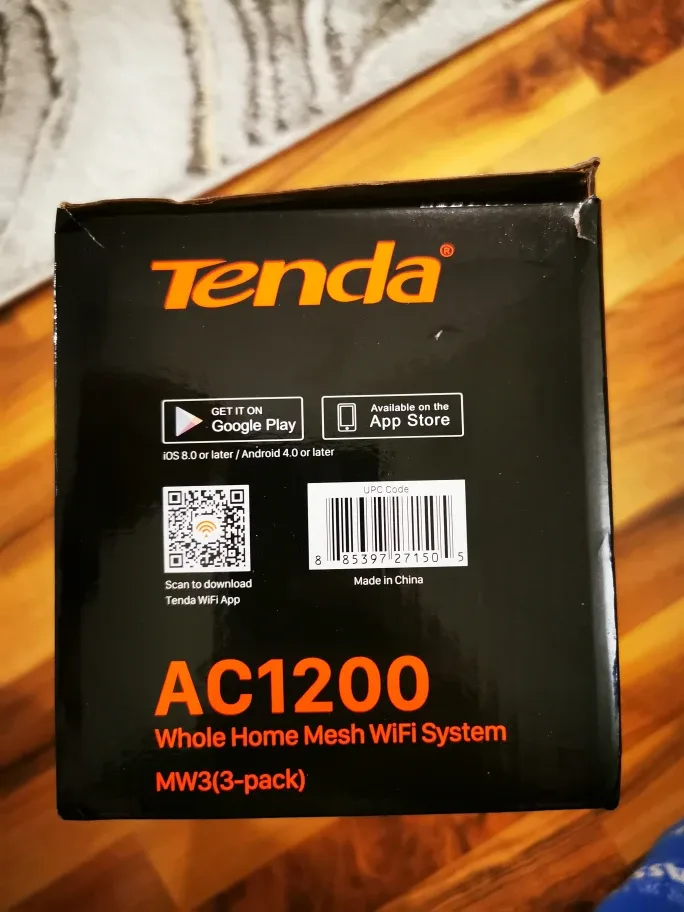 Tenda®
GET IT ON
Google Play
Available on the
App Store
iOS 8.0 or later / Android 4.0 or later
UPC Code
8 85397 27150 5
Scan to download
Tenda WiFi App
Made in China
AC1200
Whole Home Mesh WiFi System
MW3(3-pack)